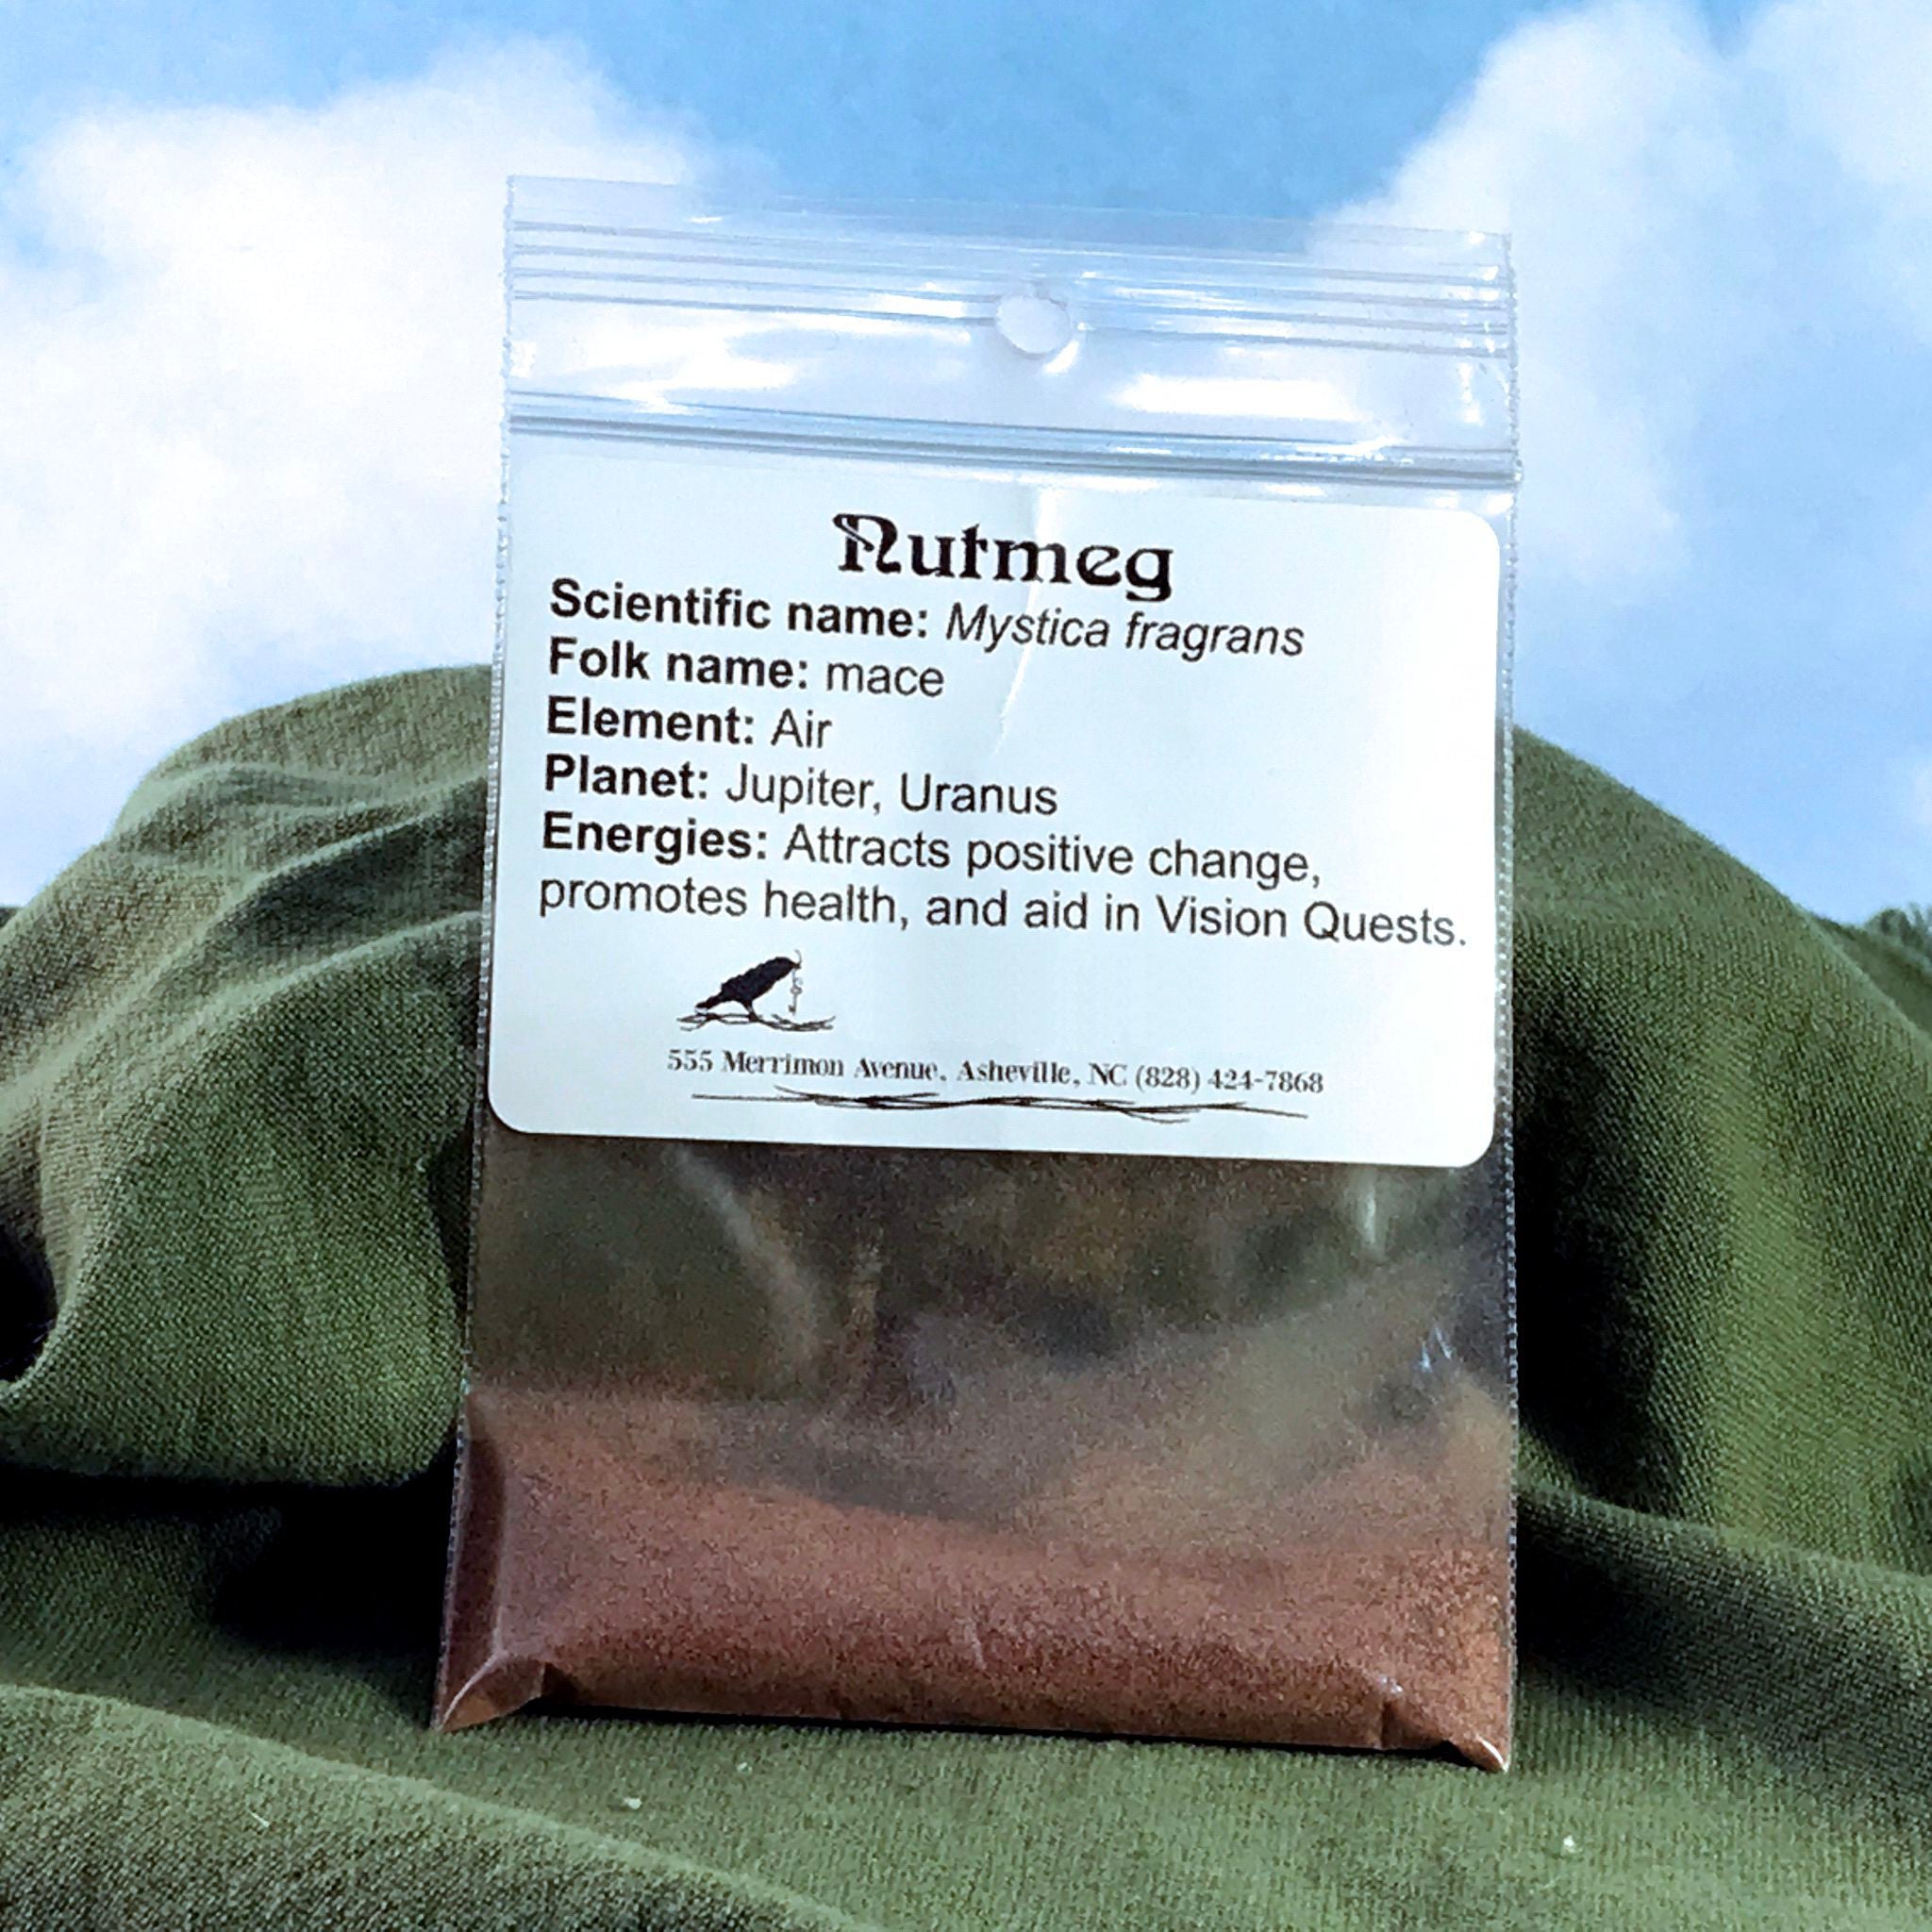 Nutmeg
Scientific name: Mystica fragrans
Folk name: mace
Element: Air
Planet: Jupiter, Uranus
Energies: Attracts positive change,
promotes health, and aid in Vision Quests.
555 Merrimon Avenue, Asheville, NC (828) 424-7868